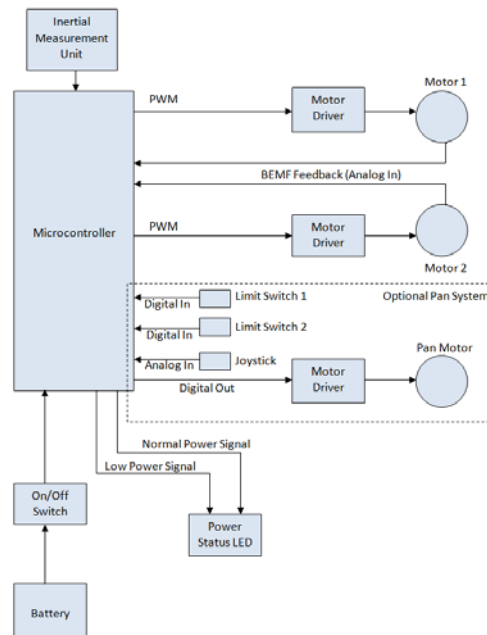 Inertial
Measurement
Unit
Motor 1
PWM
Motor
Driver
BEMF Feedback (Analog In)
Microcontroller
PWM
Motor
Driver
Motor 2
Optional Pan System
Digital In
Limit Switch 1
Digital In
Limit Switch 2
Pan Motor
Analog In
Joystick
Digital Out
Motor
Driver
Normal Power Signal
Low Power Signal
On/Off
Switch
Power
Status LED
Battery